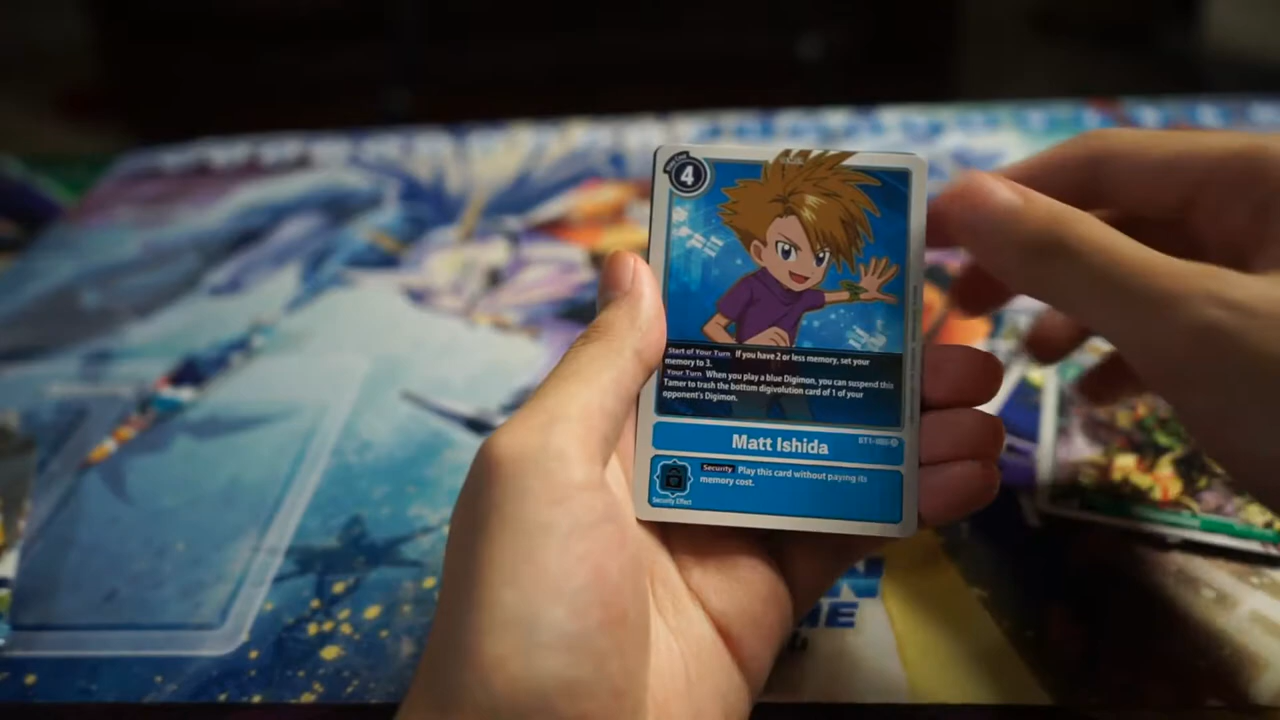 4
Start of Your Turn If you have 2 or less memory, set your
memory to 3.
Your Turn When you play a blue Digimon, you can suspend this
Tamer to trash the bottom digivolution card of 1 of your
opponent's Digimon.
Matt Ishida
Security Play this card without paying its
memory cost.
Security Effect